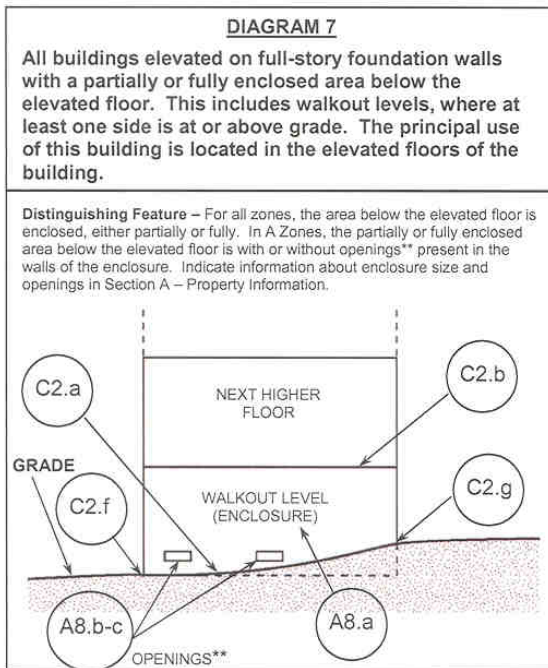 DIAGRAM 7
All buildings elevated on full-story foundation walls
with a partially or fully enclosed area below the
elevated floor. This includes walkout levels, where at
least one side is at or above grade. The principal use
of this building is located in the elevated floors of the
building.
Distinguishing Feature – For all zones, the area below the elevated floor is
enclosed, either partially or fully. In A Zones, the partially or fully enclosed
area below the elevated floor is with or without openings** present in the
walls of the enclosure. Indicate information about enclosure size and
openings in Section A – Property Information.
C2.a
NEXT HIGHER
FLOOR
C2.b
GRADE
C2.f
WALKOUT LEVEL
(ENCLOSURE)
C2.g
A8.b-c
A8.a
OPENINGS**